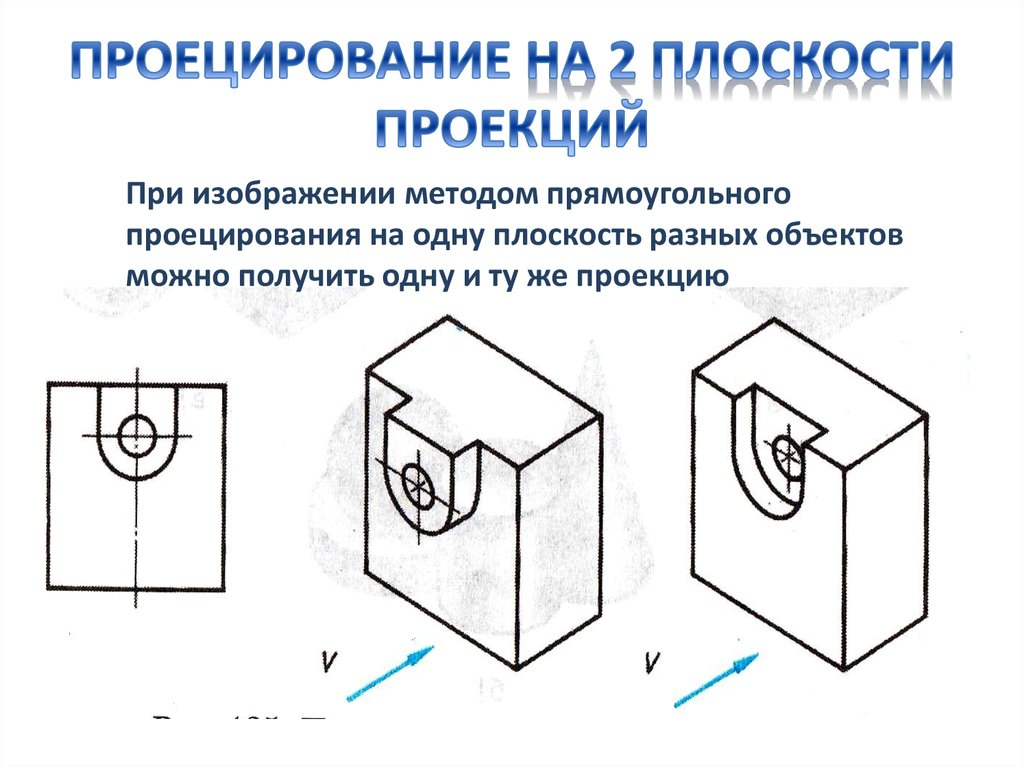 ПРОЕЦИРОВАНИЕ НА 2 ПЛОСКОСТИ
ПРОЕКЦИЙ
При изображении методом прямоугольного
проецирования на одну плоскость разных объектов
можно получить одну и ту же проекцию
V
V